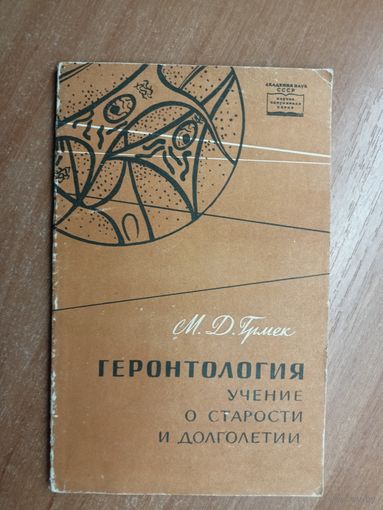 АКАДЕМИЯ НАУК
СССР
НАУЧНО-
ПОПУЛЯРНАЯ
СЕРИЯ
М. Д. Грмек
ГЕРОНТОЛОГИЯ
УЧЕНИЕ
О СТАРОСТИ
И ДОЛГОЛЕТИИ